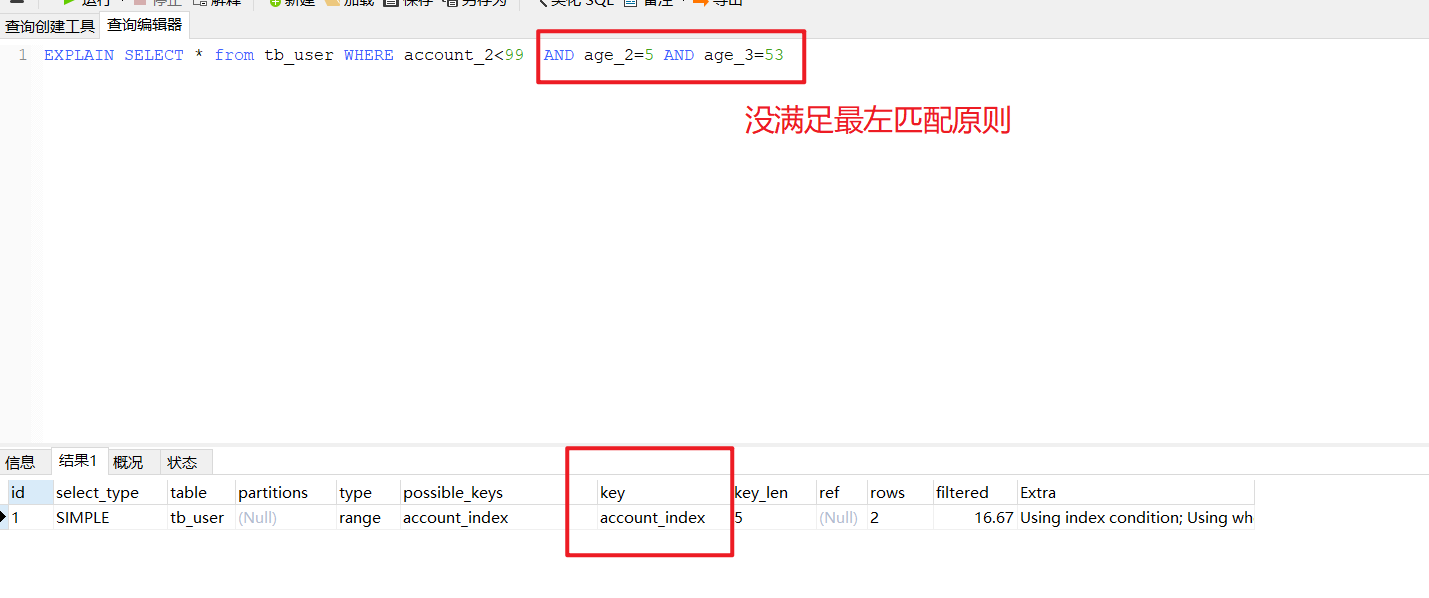 运行 停止 解释 新建 加载 保存 另存为 美化 SQL 备注 导出
查询创建工具 查询编辑器
1 EXPLAIN SELECT * from tb_user WHERE account_2<99 AND age_2=5 AND age_3=53
没满足最左匹配原则
信息 结果1 概况 状态
id select_type table partitions type possible_keys key key_len ref rows filtered Extra
1 SIMPLE tb_user (Null) range account_index account_index 5 (Null) 2 16.67 Using index condition; Using wh